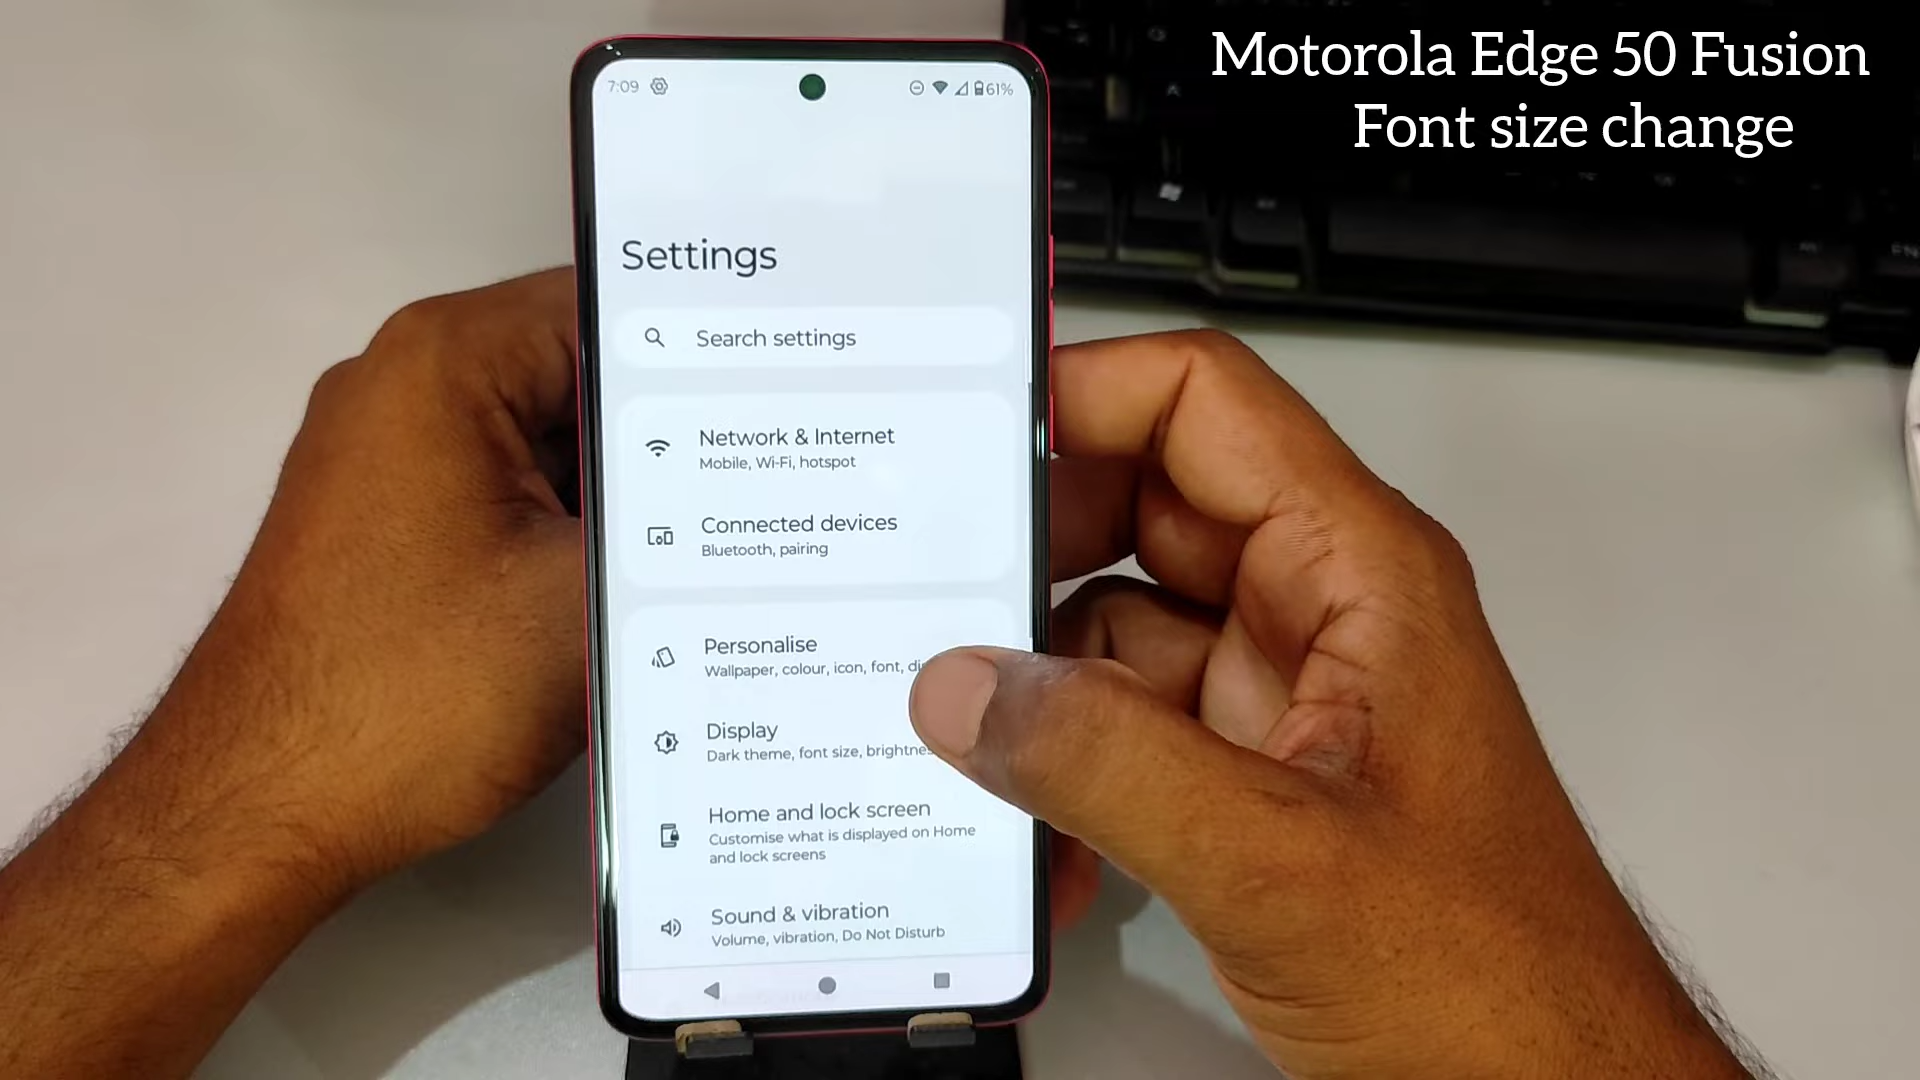 Motorola Edge 50 Fusion
Font size change
7:09
61%
Settings
Search settings
Network & Internet
Mobile, Wi-Fi, hotspot
Connected devices
Bluetooth, pairing
Personalise
Wallpaper, colour, icon, font,
Display
Dark theme, font size,
Home and lock screen
Customise what is displayed on Home
and lock screens
Sound & vibration
Volume, vibration, Do Not Disturb